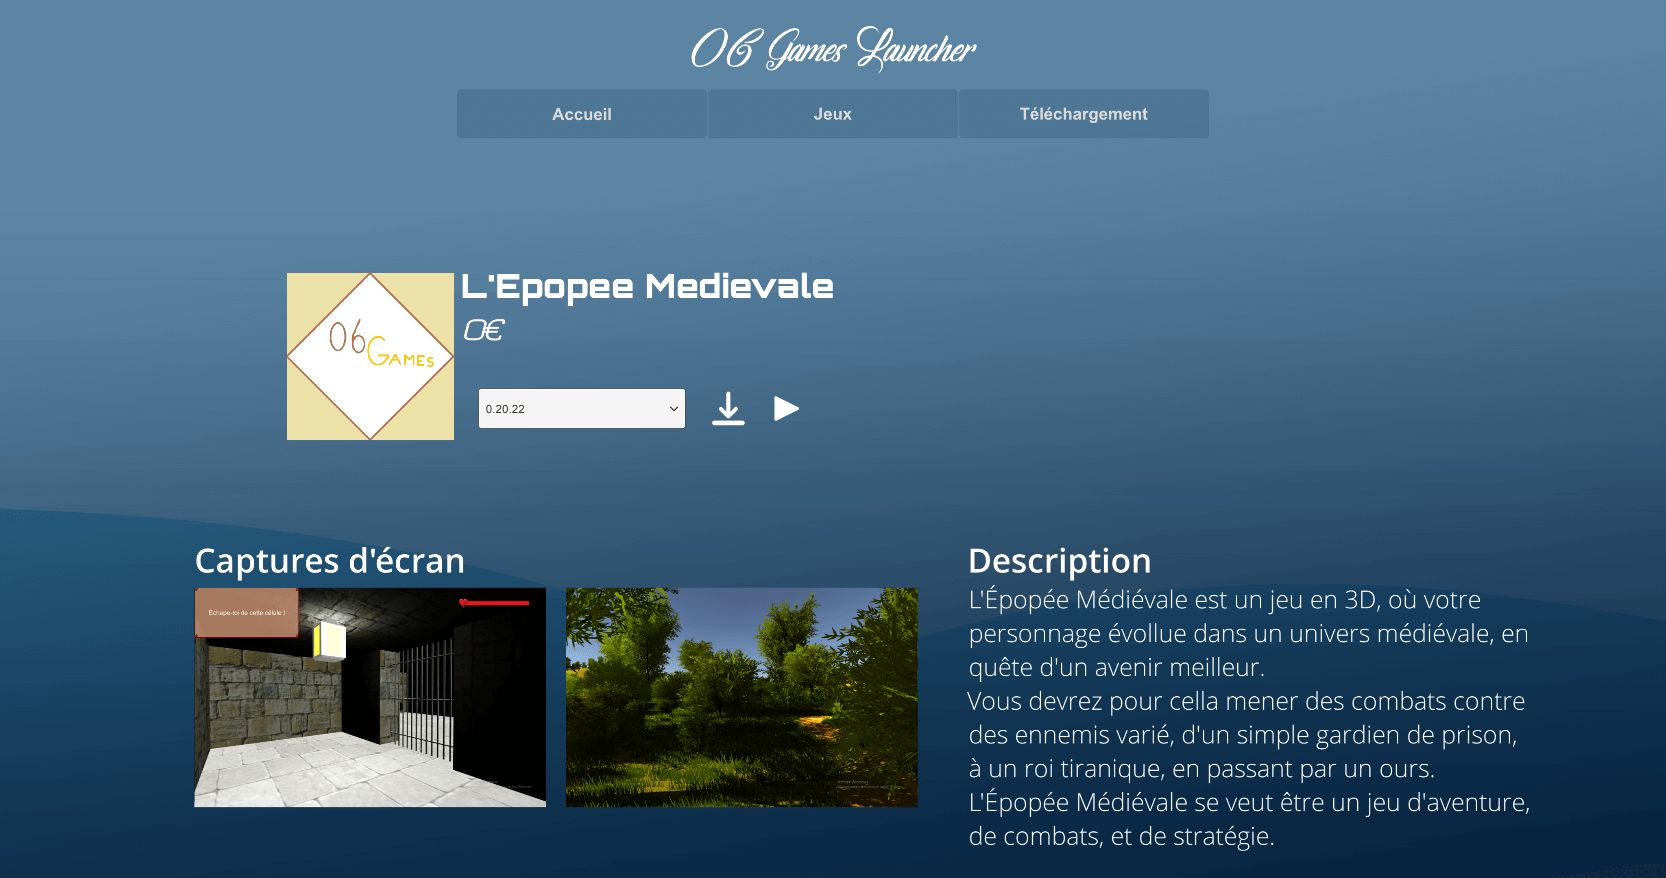 06 Games Launcher
Accueil
Jeux
Téléchargement
L'Epopee Medievale
0€
06
GAMES
0.20.22
Captures d'écran
Echape-toi de cette célule !
Description
L'Épopée Médiévale est un jeu en 3D, où votre
personnage évollue dans un univers médiévale, en
quête d'un avenir meilleur.
Vous devrez pour cella mener des combats contre
des ennemis varié, d'un simple gardien de prison,
à un roi tiranique, en passant par un ours.
L'Épopée Médiévale se veut être un jeu d'aventure,
de combats, et de stratégie.